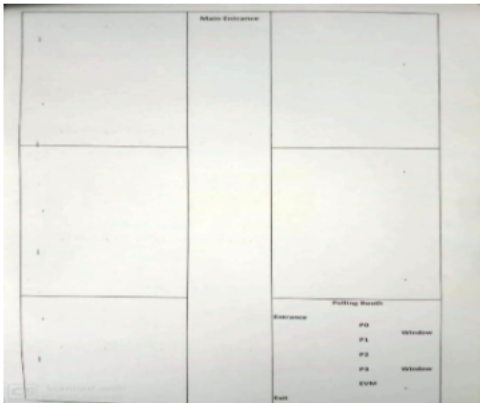 Main Entrance
Polling Booth
Entrance
P0
Window
P1
P2
P3 Window
EVM
Exit